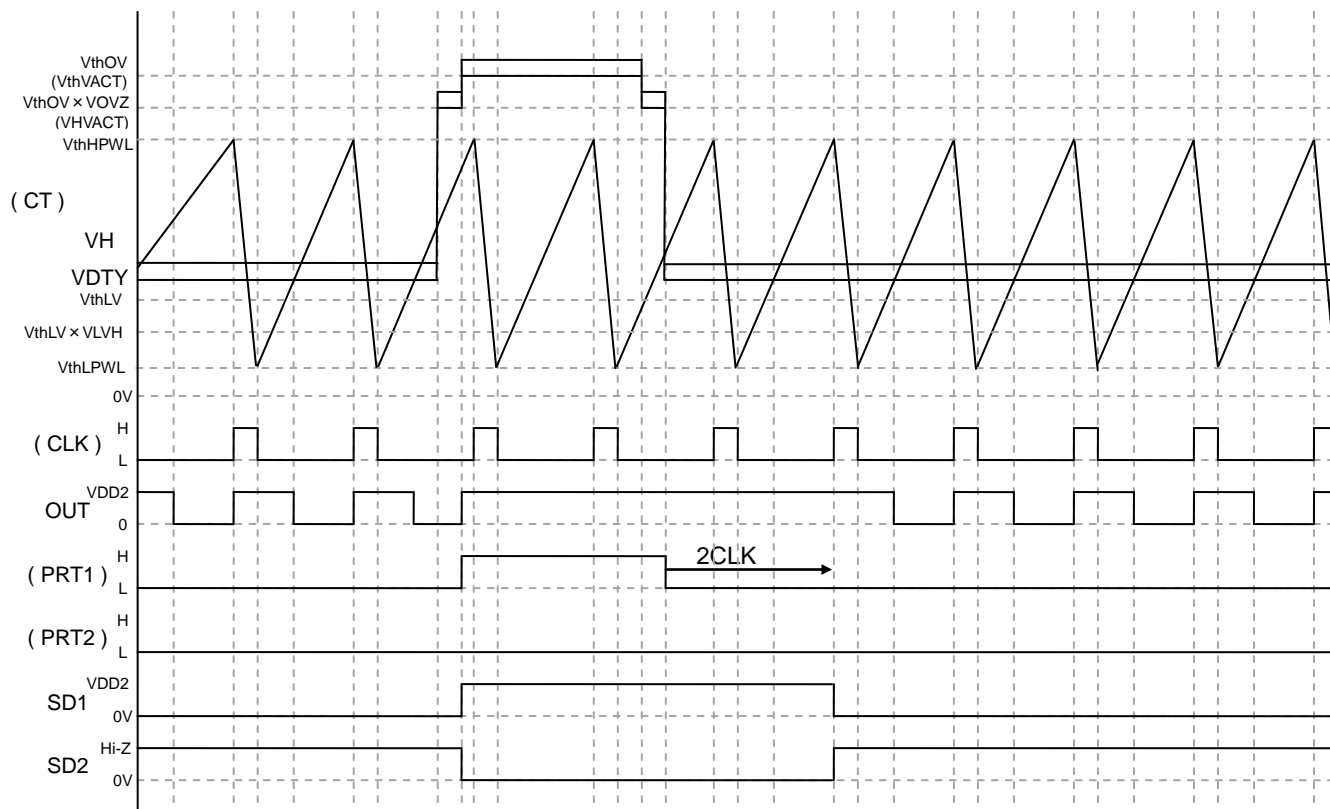 VthOV
(VthVACT)
VthOV × VOVZ
(VHVACT)
VthHPWL
( CT )
VH
VDTY
VthLV
VthLV × VLVH
VthLPWL
0V
H
( CLK )
L
VDD2
OUT
0
H
2CLK
( PRT1 )
L
H
( PRT2 )
L
VDD2
SD1
0V
Hi-Z
SD2
0V